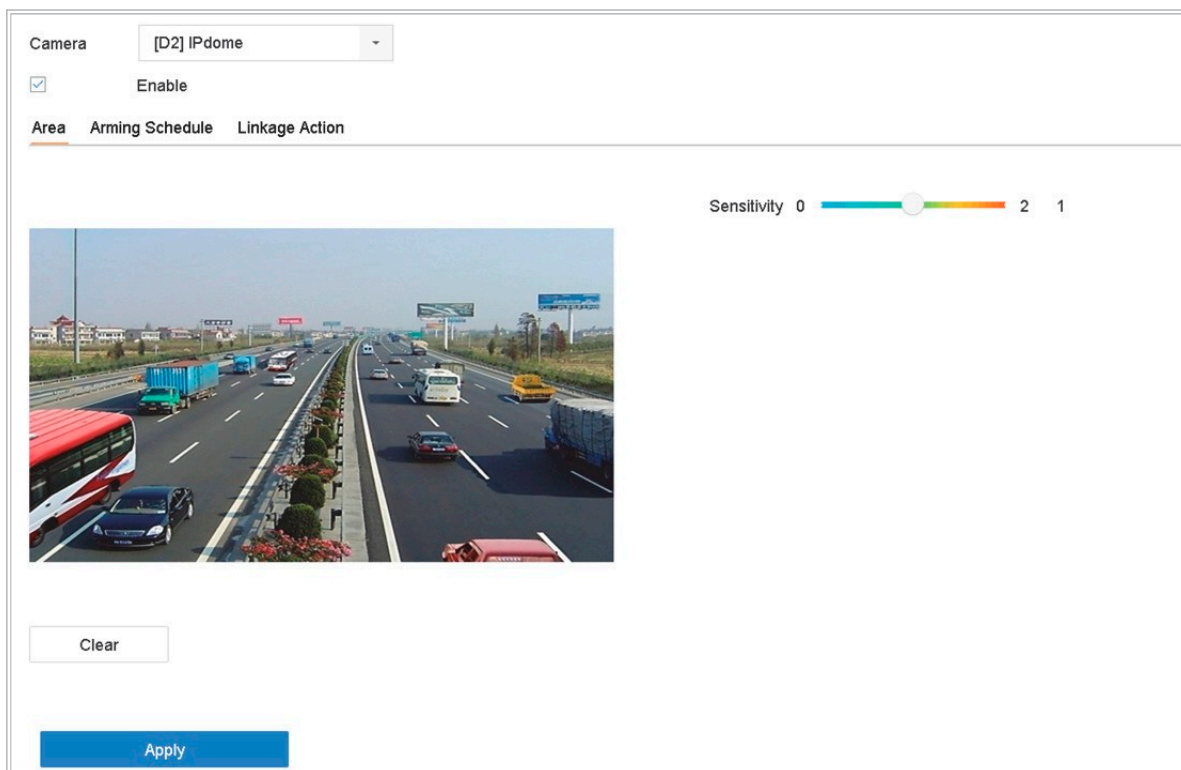 Camera [D2] IPdome
Enable
Area Arming Schedule Linkage Action
Sensitivity 0 2 1
Clear
Apply